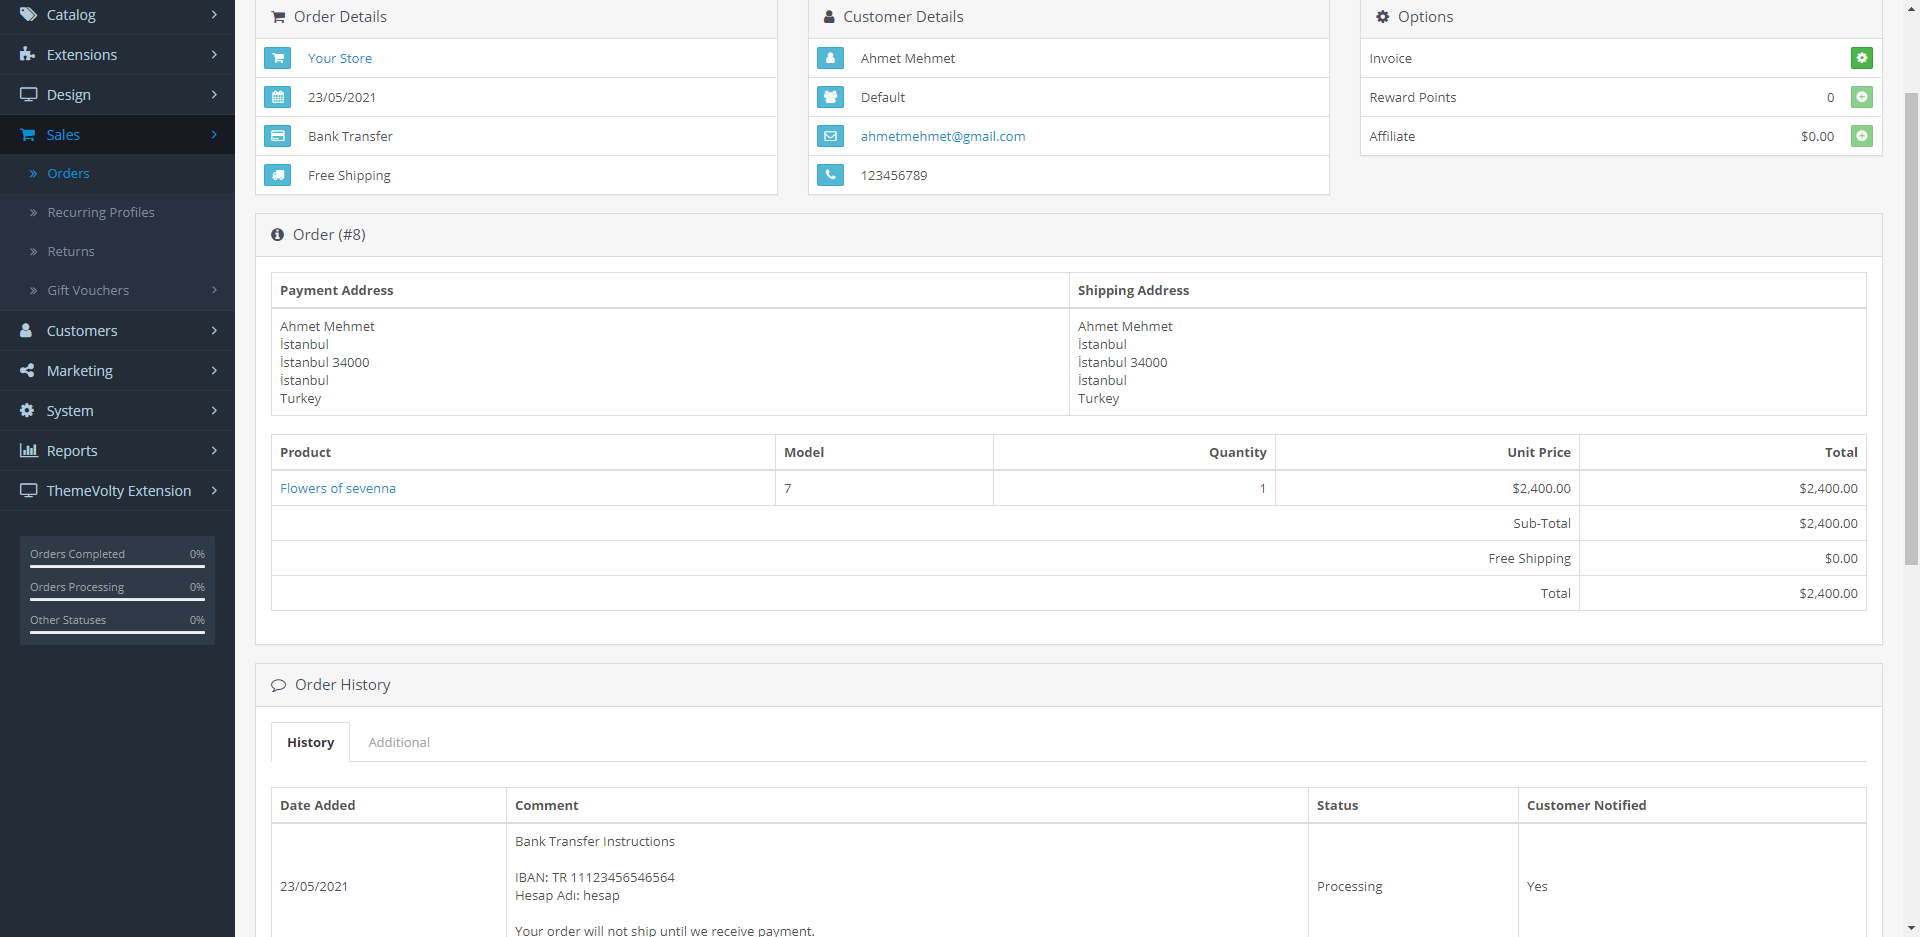 Catalog
Extensions
Design
Sales
Orders
Recurring Profiles
Returns
Gift Vouchers
Customers
Marketing
System
Reports
ThemeVolty Extension
Orders Completed 0%
Orders Processing 0%
Other Statuses 0%
Order Details
Your Store
23/05/2021
Bank Transfer
Free Shipping
Customer Details
Ahmet Mehmet
Default
ahmetmehmet@gmail.com
123456789
Options
Invoice
Reward Points 0
Affiliate $0.00
Order (#8)
Payment Address Shipping Address
Ahmet Mehmet Ahmet Mehmet
İstanbul İstanbul
İstanbul 34000 İstanbul 34000
İstanbul İstanbul
Turkey Turkey
Product Model Quantity Unit Price Total
Flowers of sevenna 7 1 $2,400.00 $2,400.00
Sub-Total $2,400.00
Free Shipping $0.00
Total $2,400.00
Order History
History Additional
Date Added Comment Status Customer Notified
Bank Transfer Instructions
IBAN: TR 11123456546564
23/05/2021 Processing Yes
Hesap Adı: hesap
Your order will not ship until we receive payment.